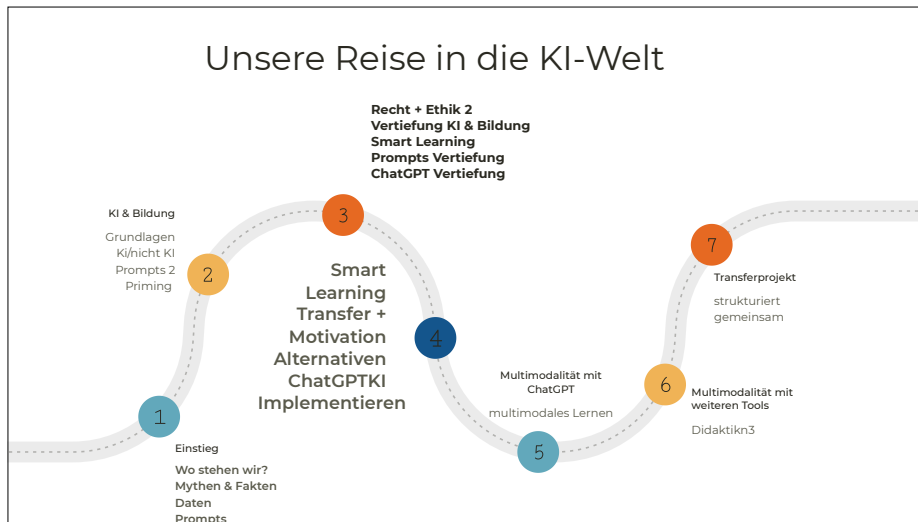 Unsere Reise in die KI-Welt
1
Einstieg
Wo stehen wir?
Mythen & Fakten
Daten
Prompts
2
KI & Bildung
Grundlagen
Ki/nicht KI
Prompts 2
Priming
3
Recht + Ethik 2
Vertiefung KI & Bildung
Smart Learning
Prompts Vertiefung
ChatGPT Vertiefung
4
Smart
Learning
Transfer +
Motivation
Alternativen
ChatGPTKI
Implementieren
5
Multimodalität mit
ChatGPT
multimodales Lernen
6
Multimodalität mit
weiteren Tools
Didaktikn3
7
Transferprojekt
strukturiert
gemeinsam